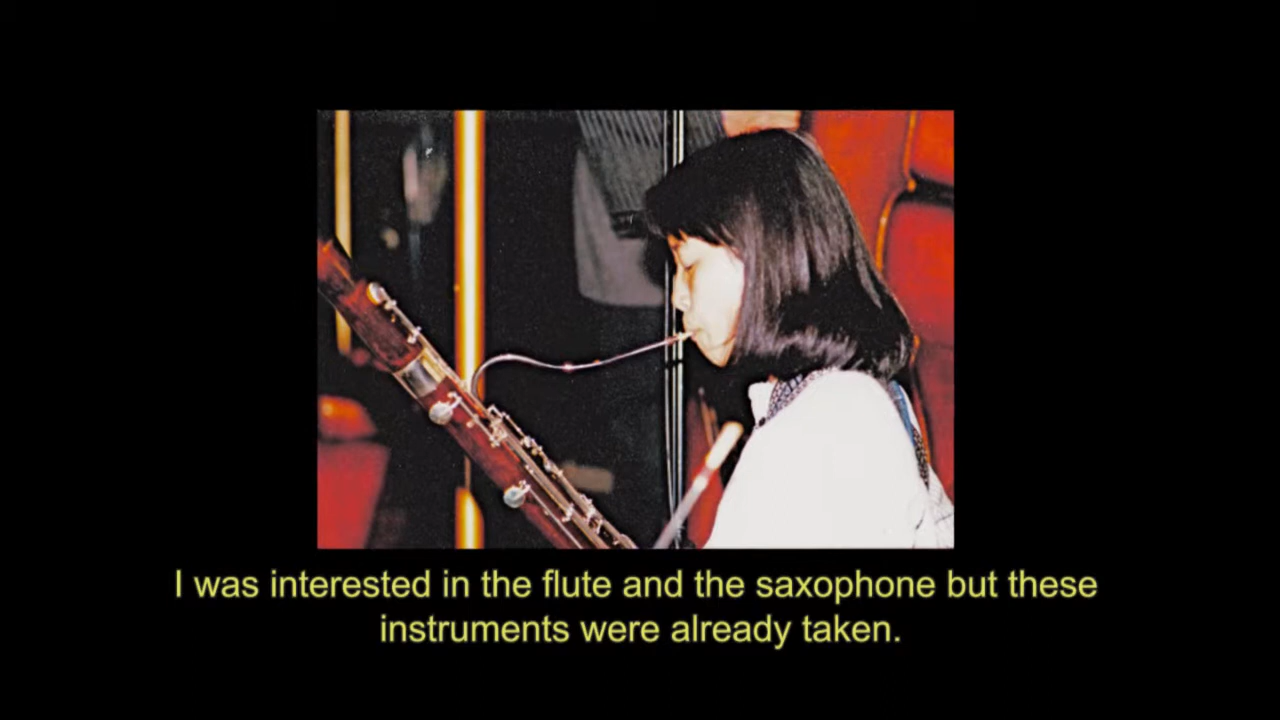 I was interested in the flute and the saxophone but these
instruments were already taken.